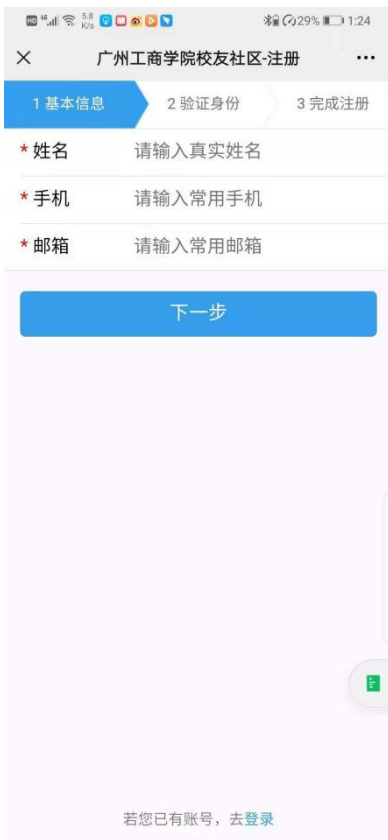 HD 5.8 K/s 29% 1:24
广州工商学院校友社区-注册
1 基本信息 2 验证身份 3 完成注册
* 姓名 请输入真实姓名
* 手机 请输入常用手机
* 邮箱 请输入常用邮箱
下一步
若您已有账号，去登录